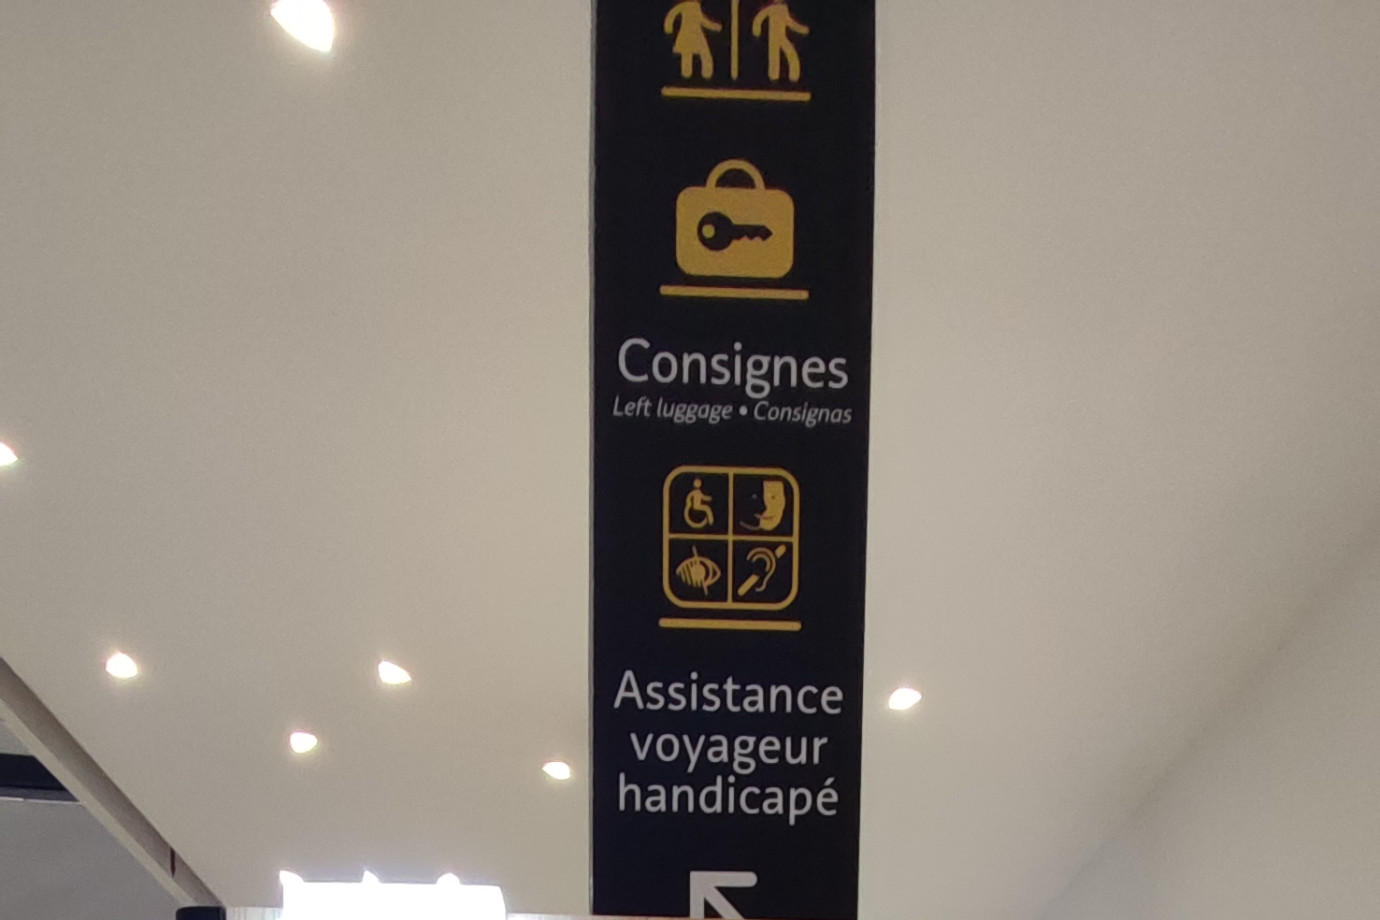 Consignes
Left luggage • Consignas
Assistance
voyageur
handicapé